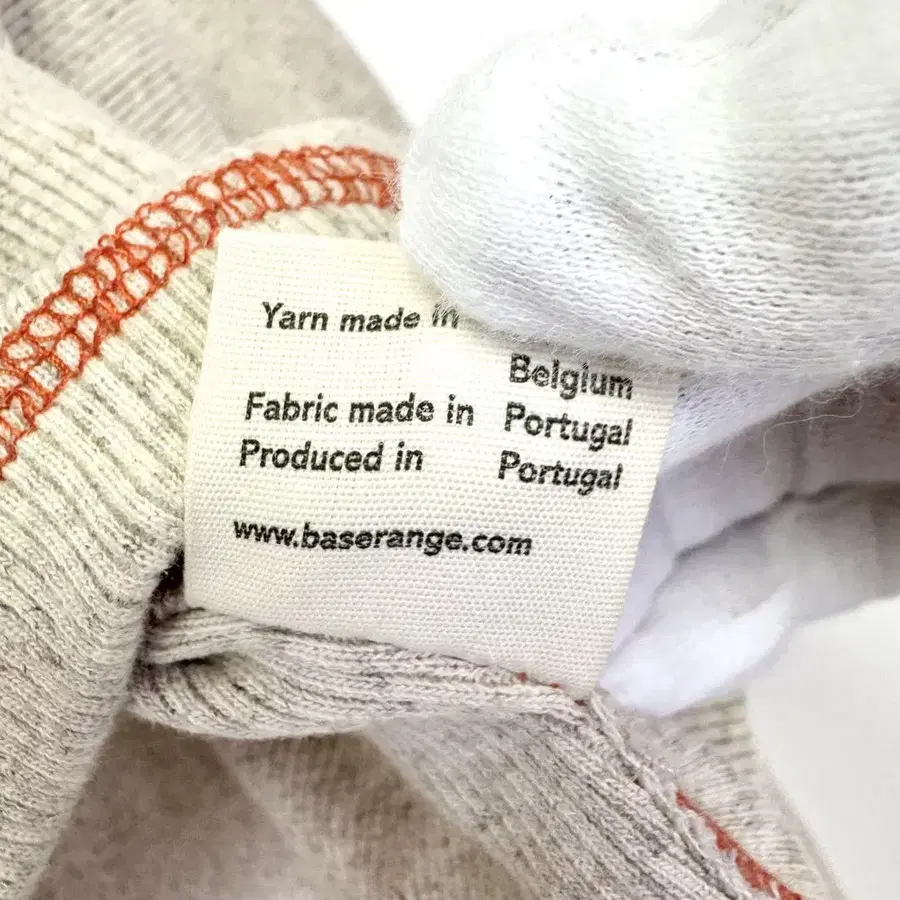 Yarn made in
Belgium
Fabric made in Portugal
Produced in Portugal
www.baserange.com